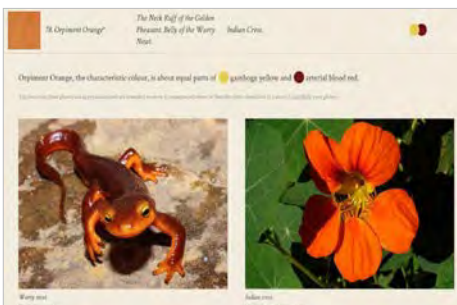 The Neck Ruff of the Golden
78. Orpiment Orange* Pheasant. Belly of the Warty Indian Cress.
Newt.
Orpiment Orange, the characteristic colour, is about equal parts of gamboge yellow and arterial blood red.
Warty newt.
Indian cress.